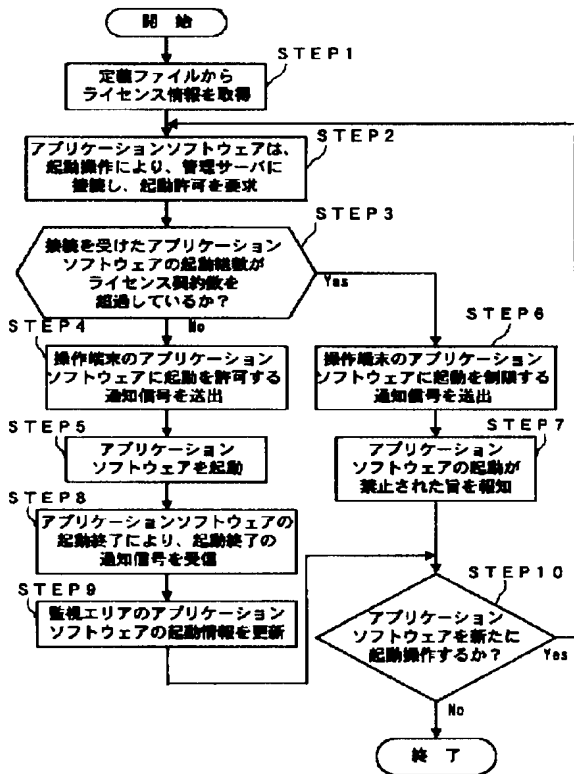 開 始
STEP1
定義ファイルから
ライセンス情報を取得
STEP2
アプリケーションソフトウェアは、
起動操作により、管理サーバに
接続し、起動許可を要求
STEP3
接続を受けたアプリケーション
ソフトウェアの起動総数が
ライセンス契約数を
超過しているか?
Yes
No
STEP4
操作端末のアプリケーション
ソフトウェアに起動を許可する
通知信号を送出
STEP6
操作端末のアプリケーション
ソフトウェアに起動を制限する
通知信号を送出
STEP5
アプリケーション
ソフトウェアを起動
STEP7
アプリケーション
ソフトウェアの起動が
禁止された旨を報知
STEP8
アプリケーションソフトウェアの
起動終了により、起動終了の
通知信号を受信
STEP9
監視エリアのアプリケーション
ソフトウェアの起動情報を更新
STEP10
アプリケーション
ソフトウェアを新たに
起動操作するか?
Yes
No
終 了